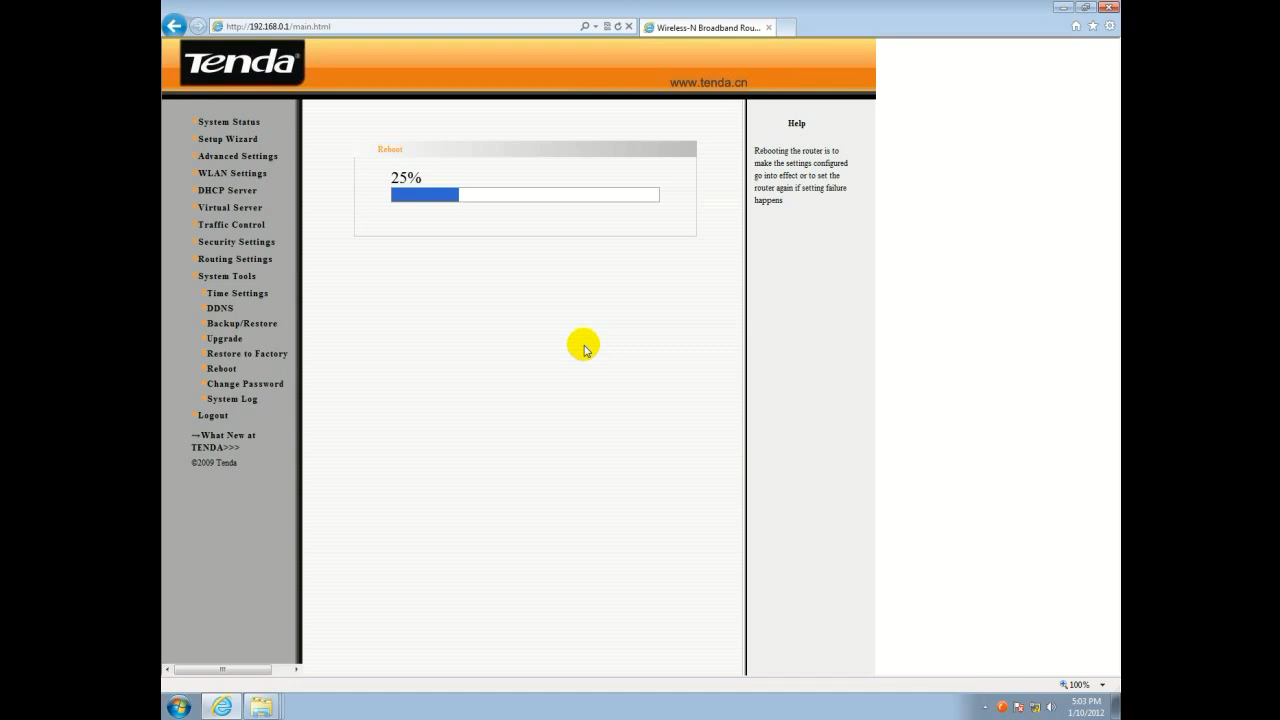 http://192.168.0.1/main.html
Wireless-N Broadband Rou...
Tenda®
www.tenda.cn
System Status
Setup Wizard
Advanced Settings
WLAN Settings
DHCP Server
Virtual Server
Traffic Control
Security Settings
Routing Settings
System Tools
Time Settings
DDNS
Backup/Restore
Upgrade
Restore to Factory
Reboot
Change Password
System Log
Logout
→What New at
TENDA>>>
©2009 Tenda
Reboot
25%
Help
Rebooting the router is to
make the settings configured
go into effect or to set the
router again if setting failure
happens
100%
5:03 PM
1/10/2012